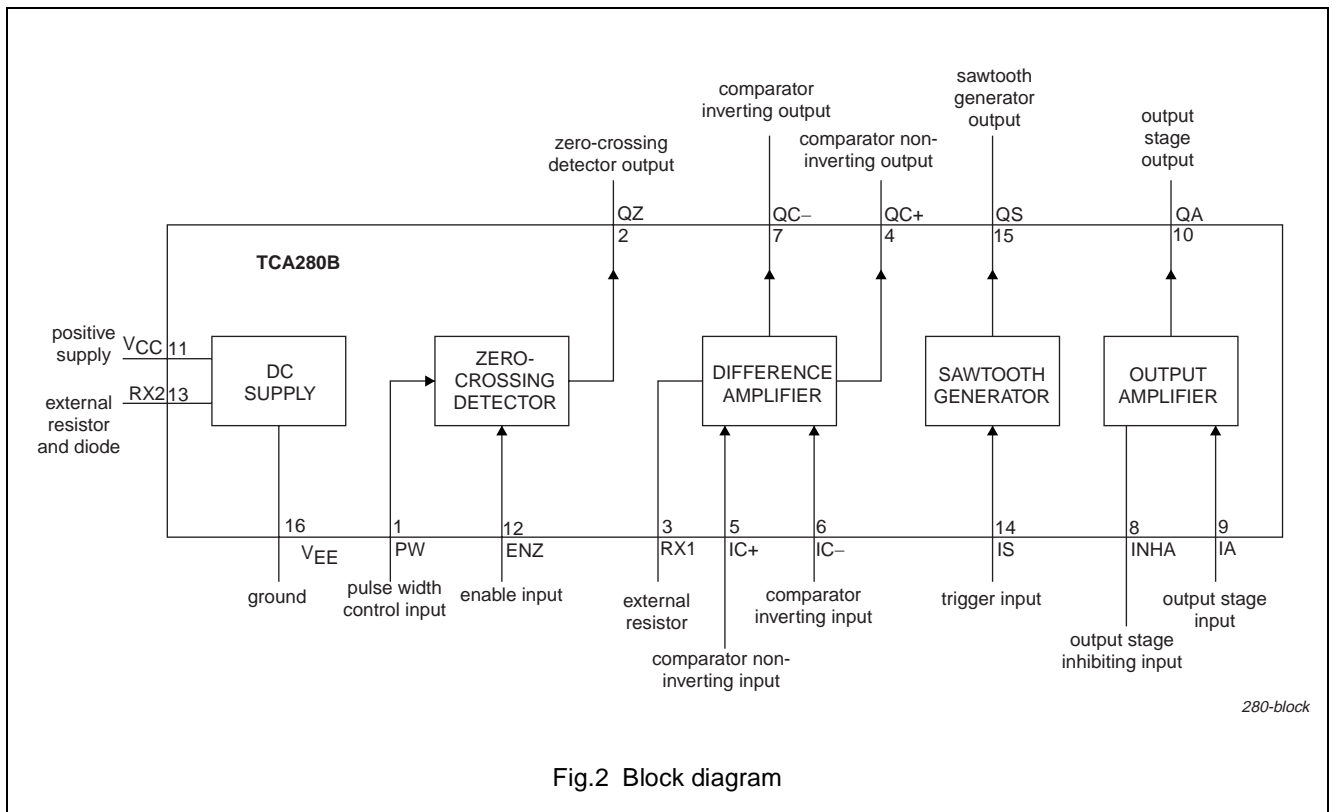 sawtooth
generator
output
comparator
inverting output
output
stage
output
zero-crossing
detector output
comparator non-
inverting output
QZ
2
QC–
7
QC+
4
QS
15
QA
10
TCA280B
positive
supply
VCC 11
RX2 13
external
resistor
and diode
DC
SUPPLY
ZERO-
CROSSING
DETECTOR
DIFFERENCE
AMPLIFIER
SAWTOOTH
GENERATOR
OUTPUT
AMPLIFIER
16
VEE
1
PW
12
ENZ
3
RX1
5
IC+
6
IC–
14
IS
8
INHA
9
IA
ground
pulse width
control input
enable input
external
resistor
comparator non-
inverting input
comparator
inverting input
trigger input
output stage
inhibiting input
output stage
input
280-block
Fig.2 Block diagram